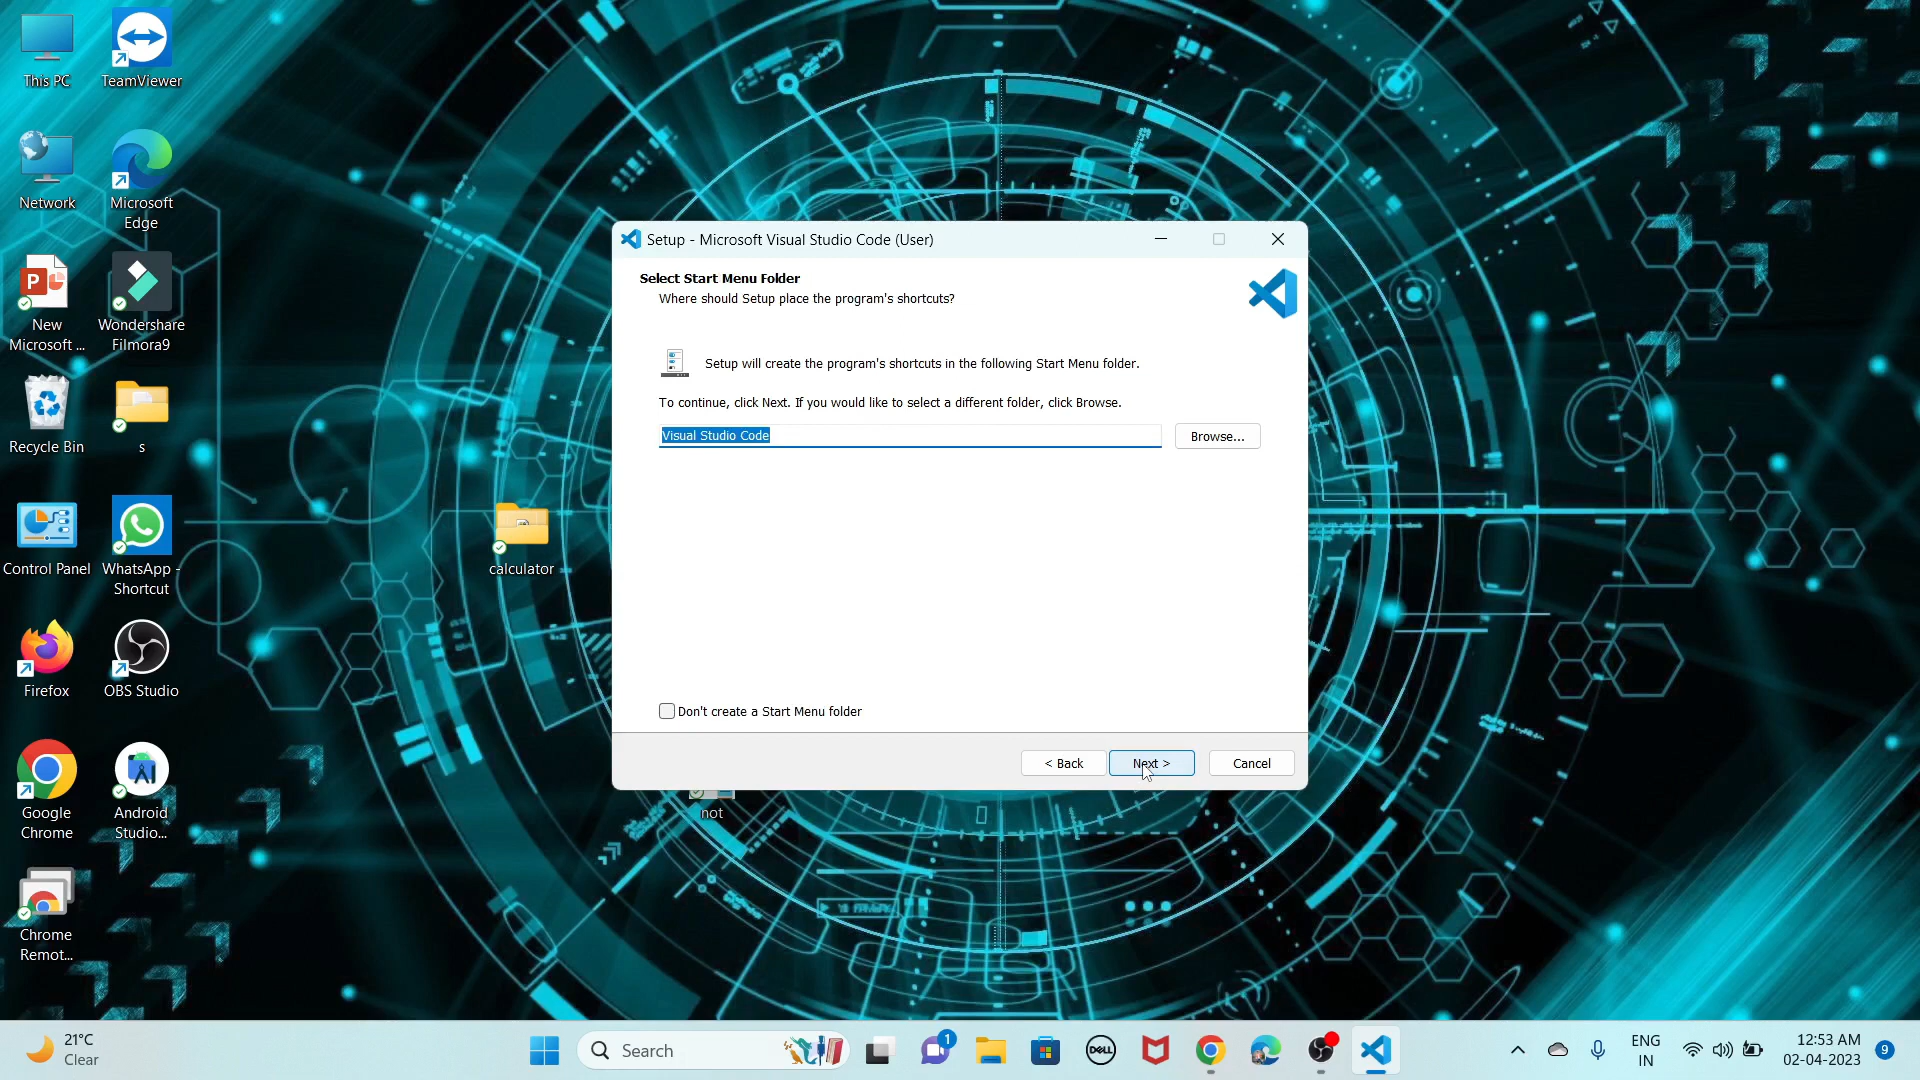 This PC
TeamViewer
Network
Microsoft
Edge
New
Microsoft ...
Wondershare
Filmora9
Recycle Bin
s
Control Panel
WhatsApp -
Shortcut
Firefox
OBS Studio
Google
Chrome
Android
Studio...
Chrome
Remot...
calculator
not
Setup - Microsoft Visual Studio Code (User)
Select Start Menu Folder
Where should Setup place the program's shortcuts?
Setup will create the program's shortcuts in the following Start Menu folder.
To continue, click Next. If you would like to select a different folder, click Browse.
Visual Studio Code
Browse...
Don't create a Start Menu folder
< Back
Next >
Cancel
21°C
Clear
Search
1
DELL
ENG
IN
12:53 AM
02-04-2023
9